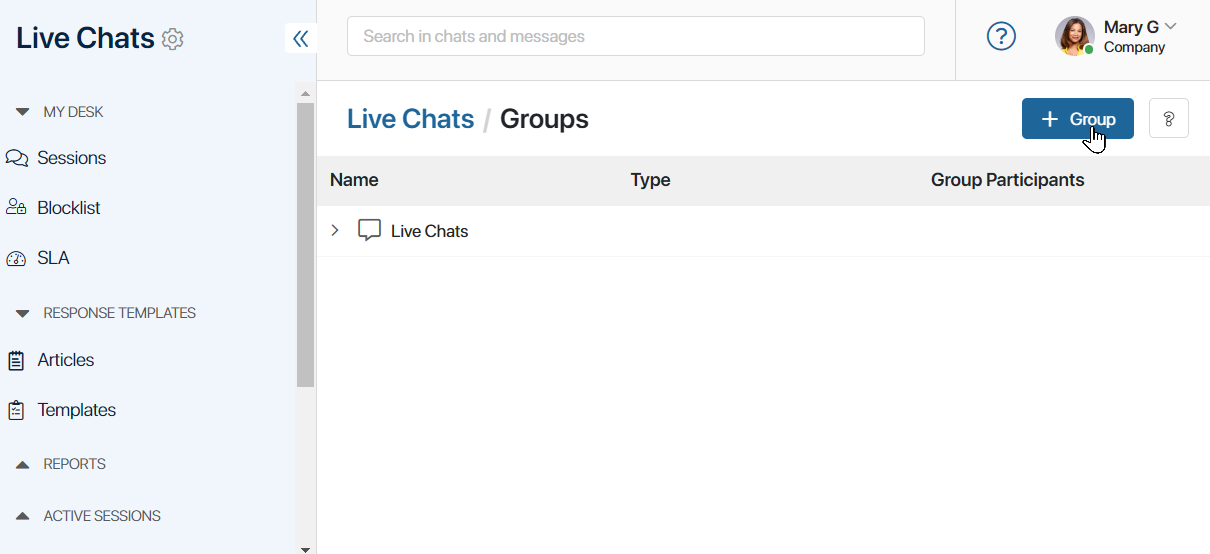 Live Chats
Search in chats and messages
?
Mary G
Company
MY DESK
Sessions
Blocklist
SLA
RESPONSE TEMPLATES
Articles
Templates
REPORTS
ACTIVE SESSIONS
Live Chats / Groups
+ Group
?
Name Type Group Participants
Live Chats